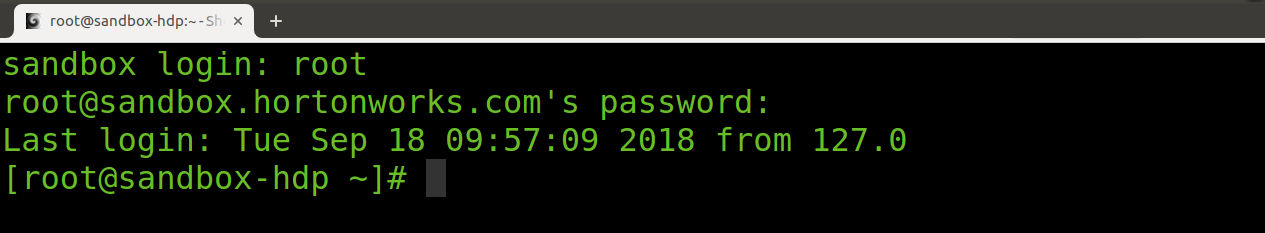 root@sandbox-hdp:~ - Sh
sandbox login: root
root@sandbox.hortonworks.com's password:
Last login: Tue Sep 18 09:57:09 2018 from 127.0
[root@sandbox-hdp ~]#